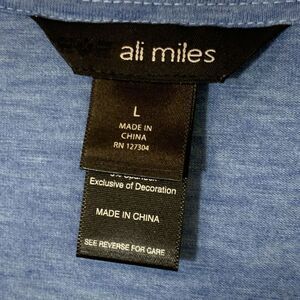 ali miles
L
MADE IN
CHINA
RN 127304
Exclusive of Decoration
MADE IN CHINA
SEE REVERSE FOR CARE